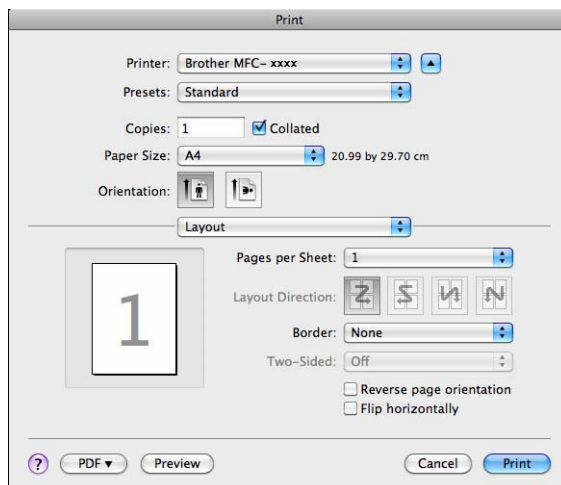 Print
Printer: Brother MFC- xxxx
Presets: Standard
Copies: 1 Collated
Paper Size: A4 20.99 by 29.70 cm
Orientation:
Layout
Pages per Sheet: 1
Layout Direction:
Border: None
Two-Sided: Off
Reverse page orientation
Flip horizontally
1
? PDF▼ Preview Cancel Print